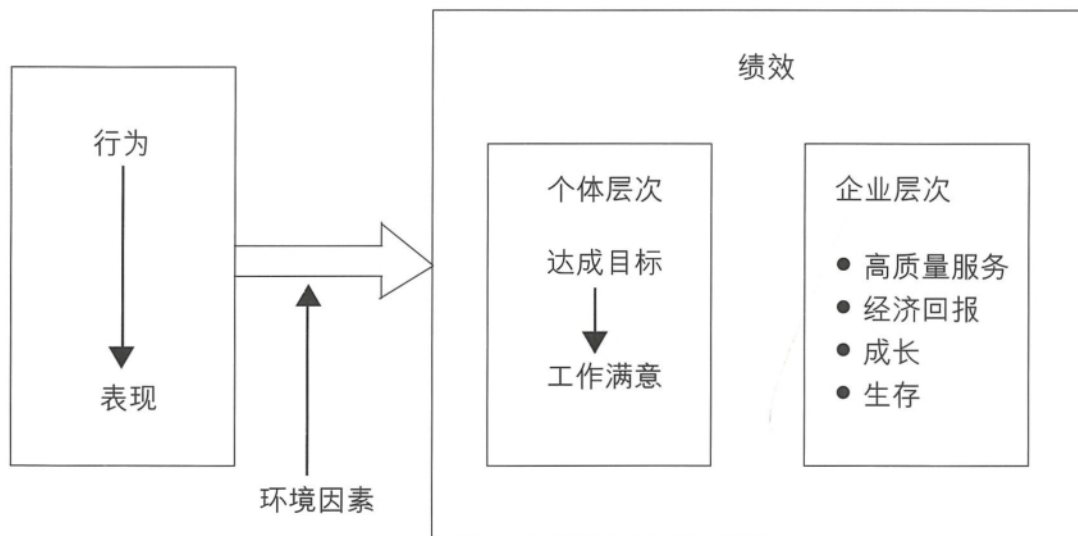 行为
表现
环境因素
绩效
个体层次
达成目标
工作满意
企业层次
● 高质量服务
● 经济回报
● 成长
● 生存